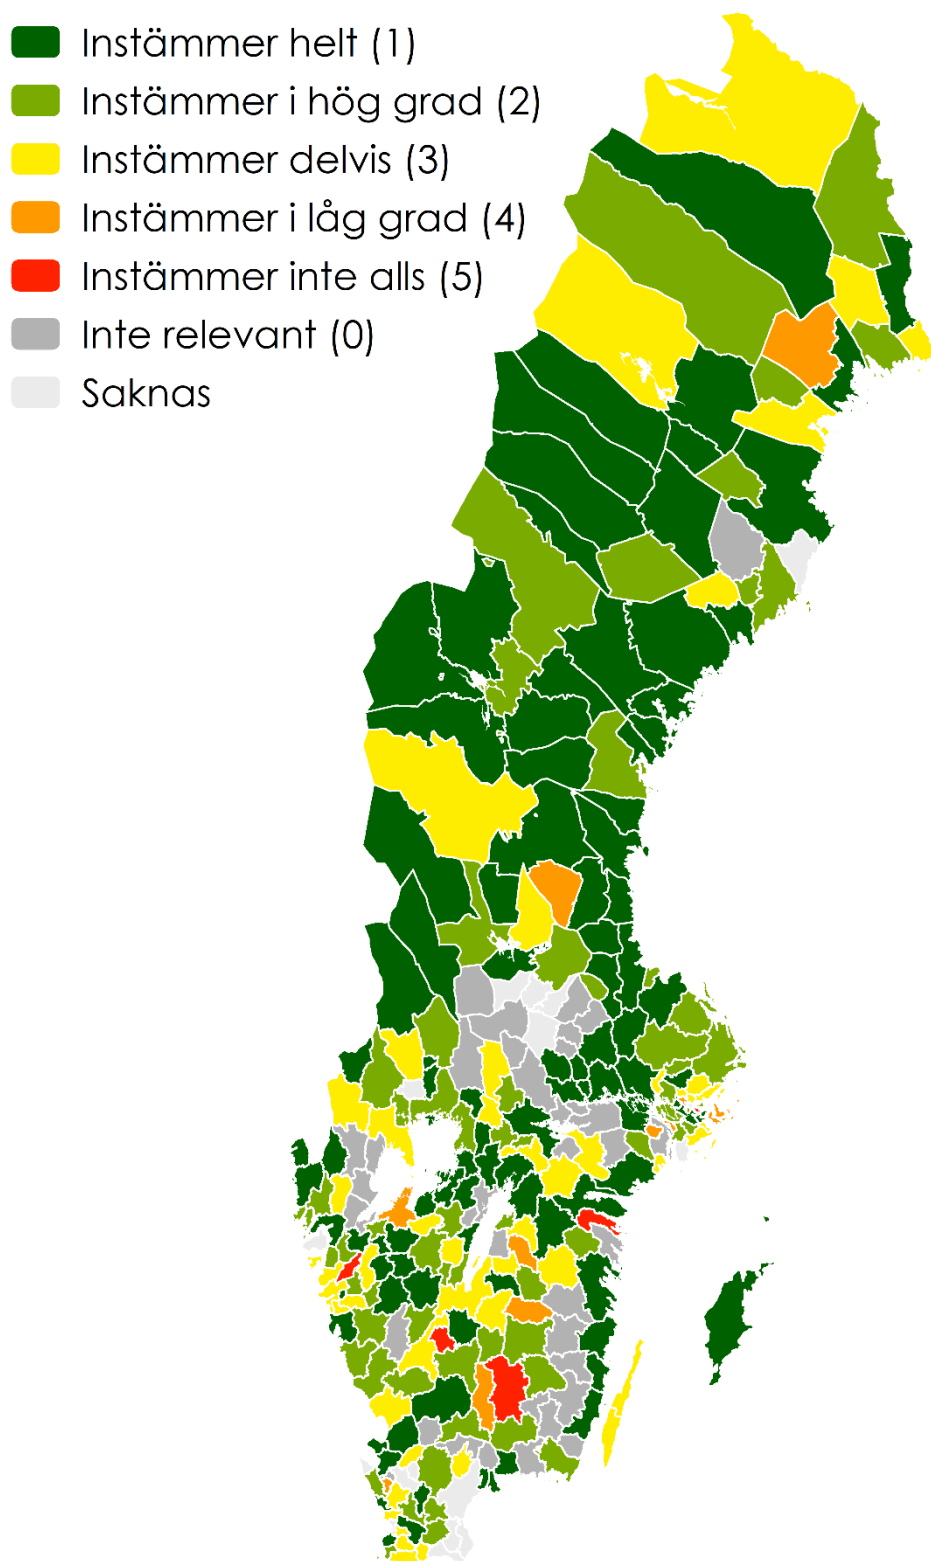 Instämmer helt (1)
Instämmer i hög grad (2)
Instämmer delvis (3)
Instämmer i låg grad (4)
Instämmer inte alls (5)
Inte relevant (0)
Saknas